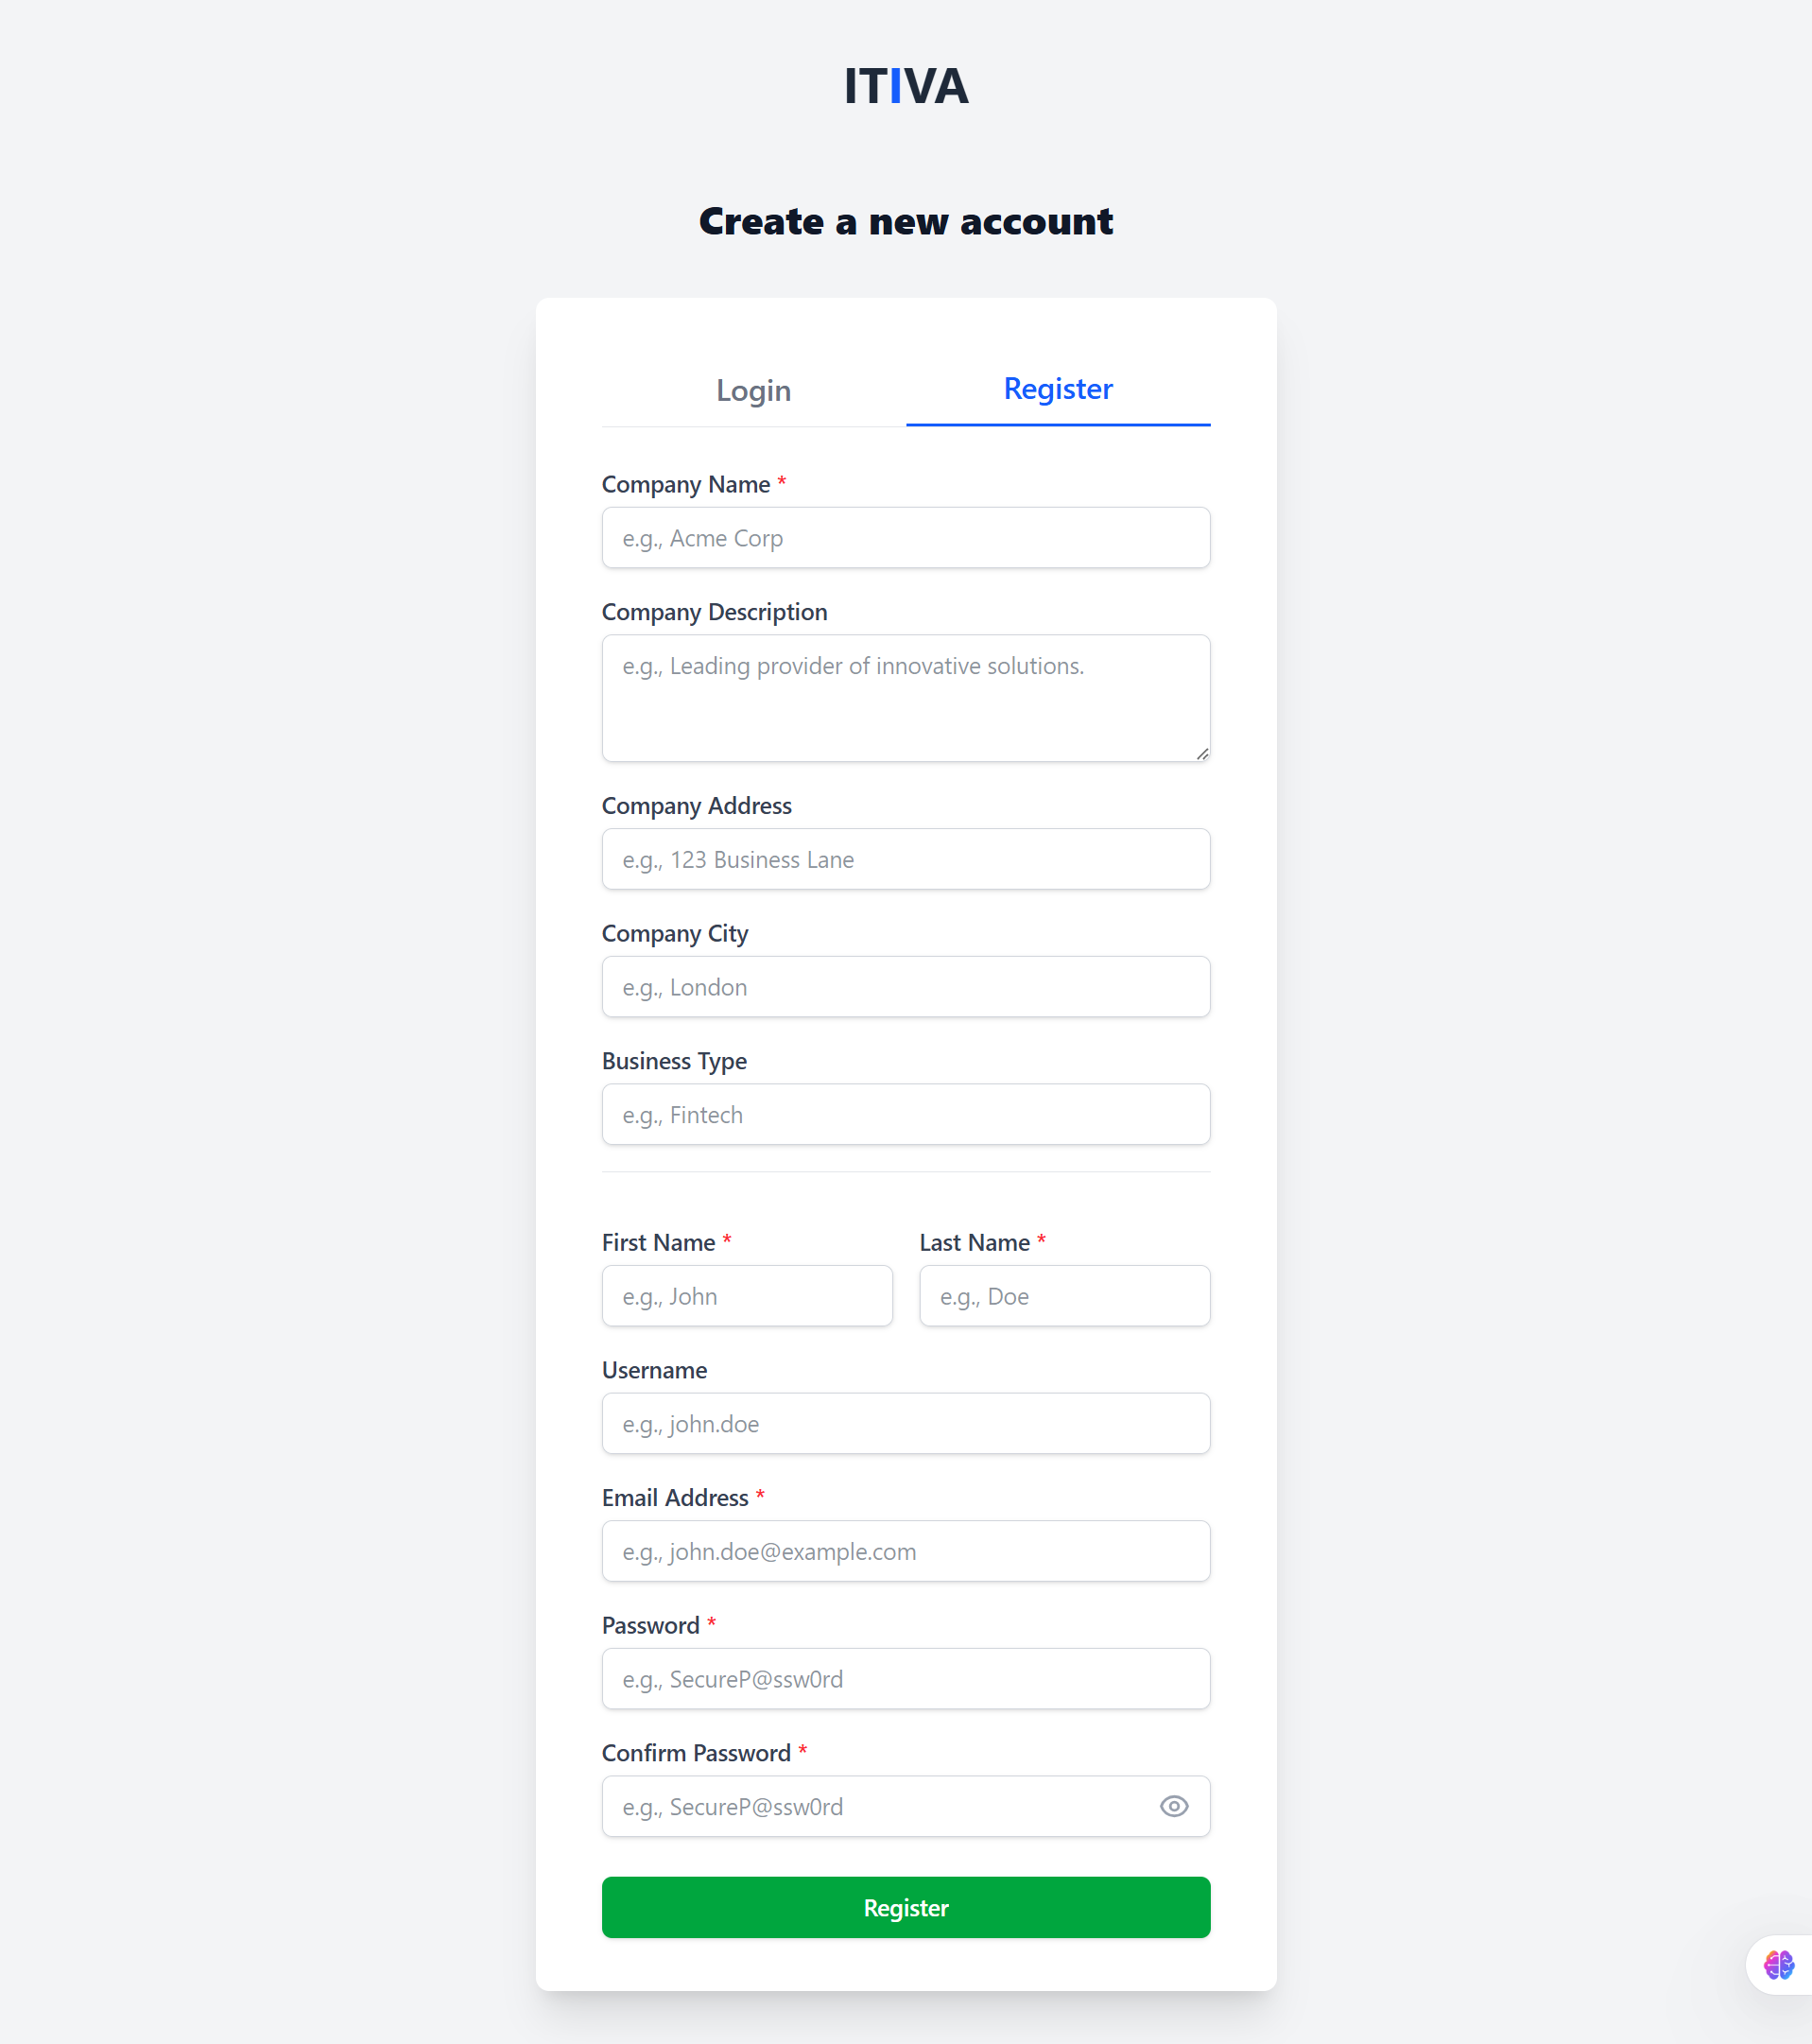 ITIVA
Create a new account
Login
Register
Company Name *
e.g., Acme Corp
Company Description
e.g., Leading provider of innovative solutions.
Company Address
e.g., 123 Business Lane
Company City
e.g., London
Business Type
e.g., Fintech
First Name *
Last Name *
e.g., John
e.g., Doe
Username
e.g., john.doe
Email Address *
e.g., john.doe@example.com
Password *
e.g., SecureP@ssw0rd
Confirm Password *
e.g., SecureP@ssw0rd
Register